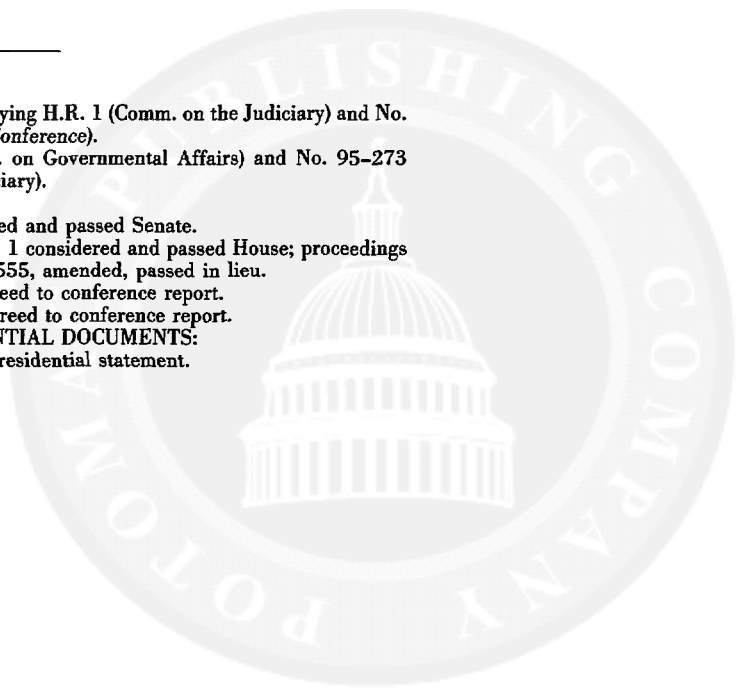 ying H.R. 1 (Comm. on the Judiciary) and No.
onference).
. on Governmental Affairs) and No. 95–273
iary).
ed and passed Senate.
1 considered and passed House; proceedings
555, amended, passed in lieu.
eed to conference report.
reed to conference report.
NTIAL DOCUMENTS:
residential statement.
POTOMAC PUBLISHING COMPANY